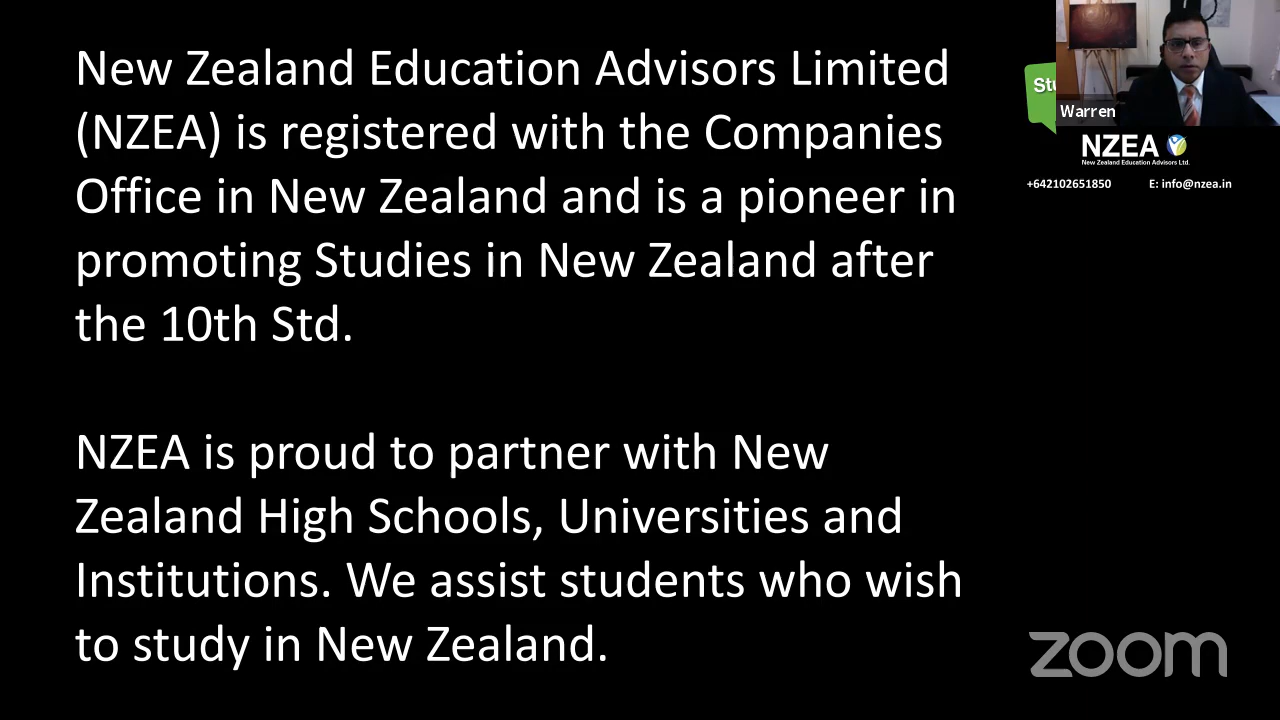 New Zealand Education Advisors Limited
(NZEA) is registered with the Companies
Office in New Zealand and is a pioneer in
promoting Studies in New Zealand after
the 10th Std.
NZEA is proud to partner with New
Zealand High Schools, Universities and
Institutions. We assist students who wish
to study in New Zealand.
Warren
NZEA
New Zealand Education Advisors Ltd.
+642102651850 E: info@nzea.in
zoom